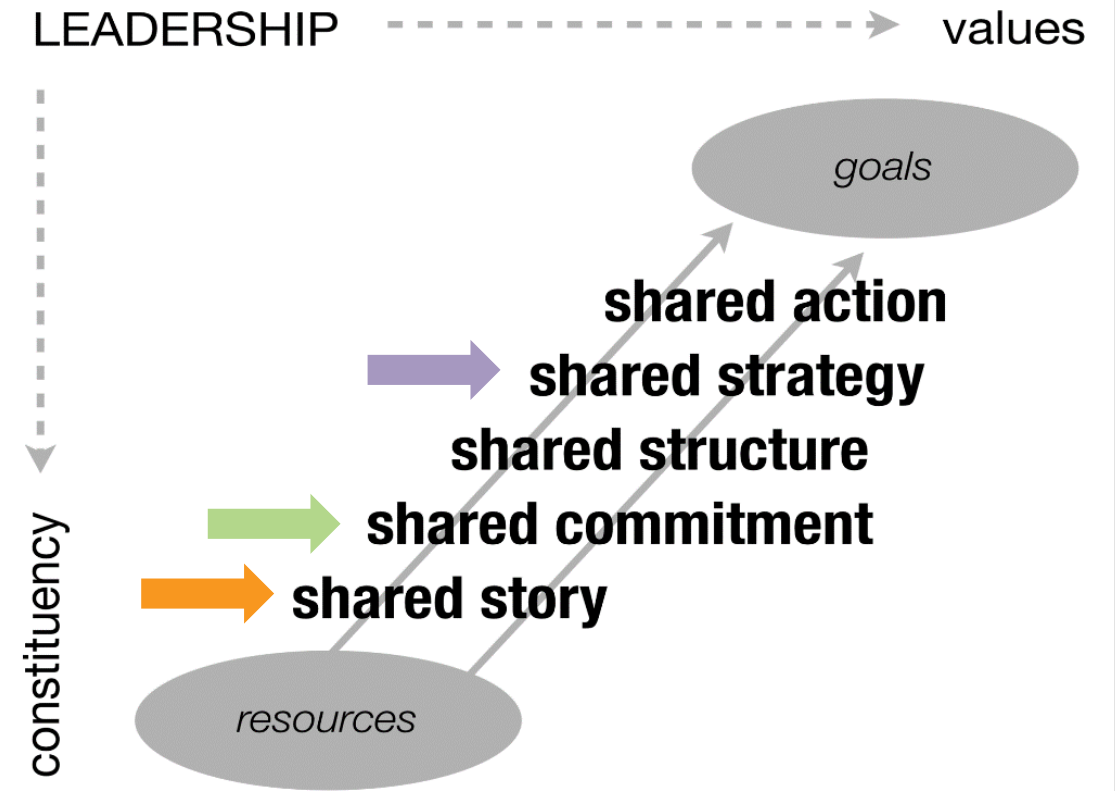 LEADERSHIP
values
goals
shared action
shared strategy
shared structure
shared commitment
shared story
constituency
resources